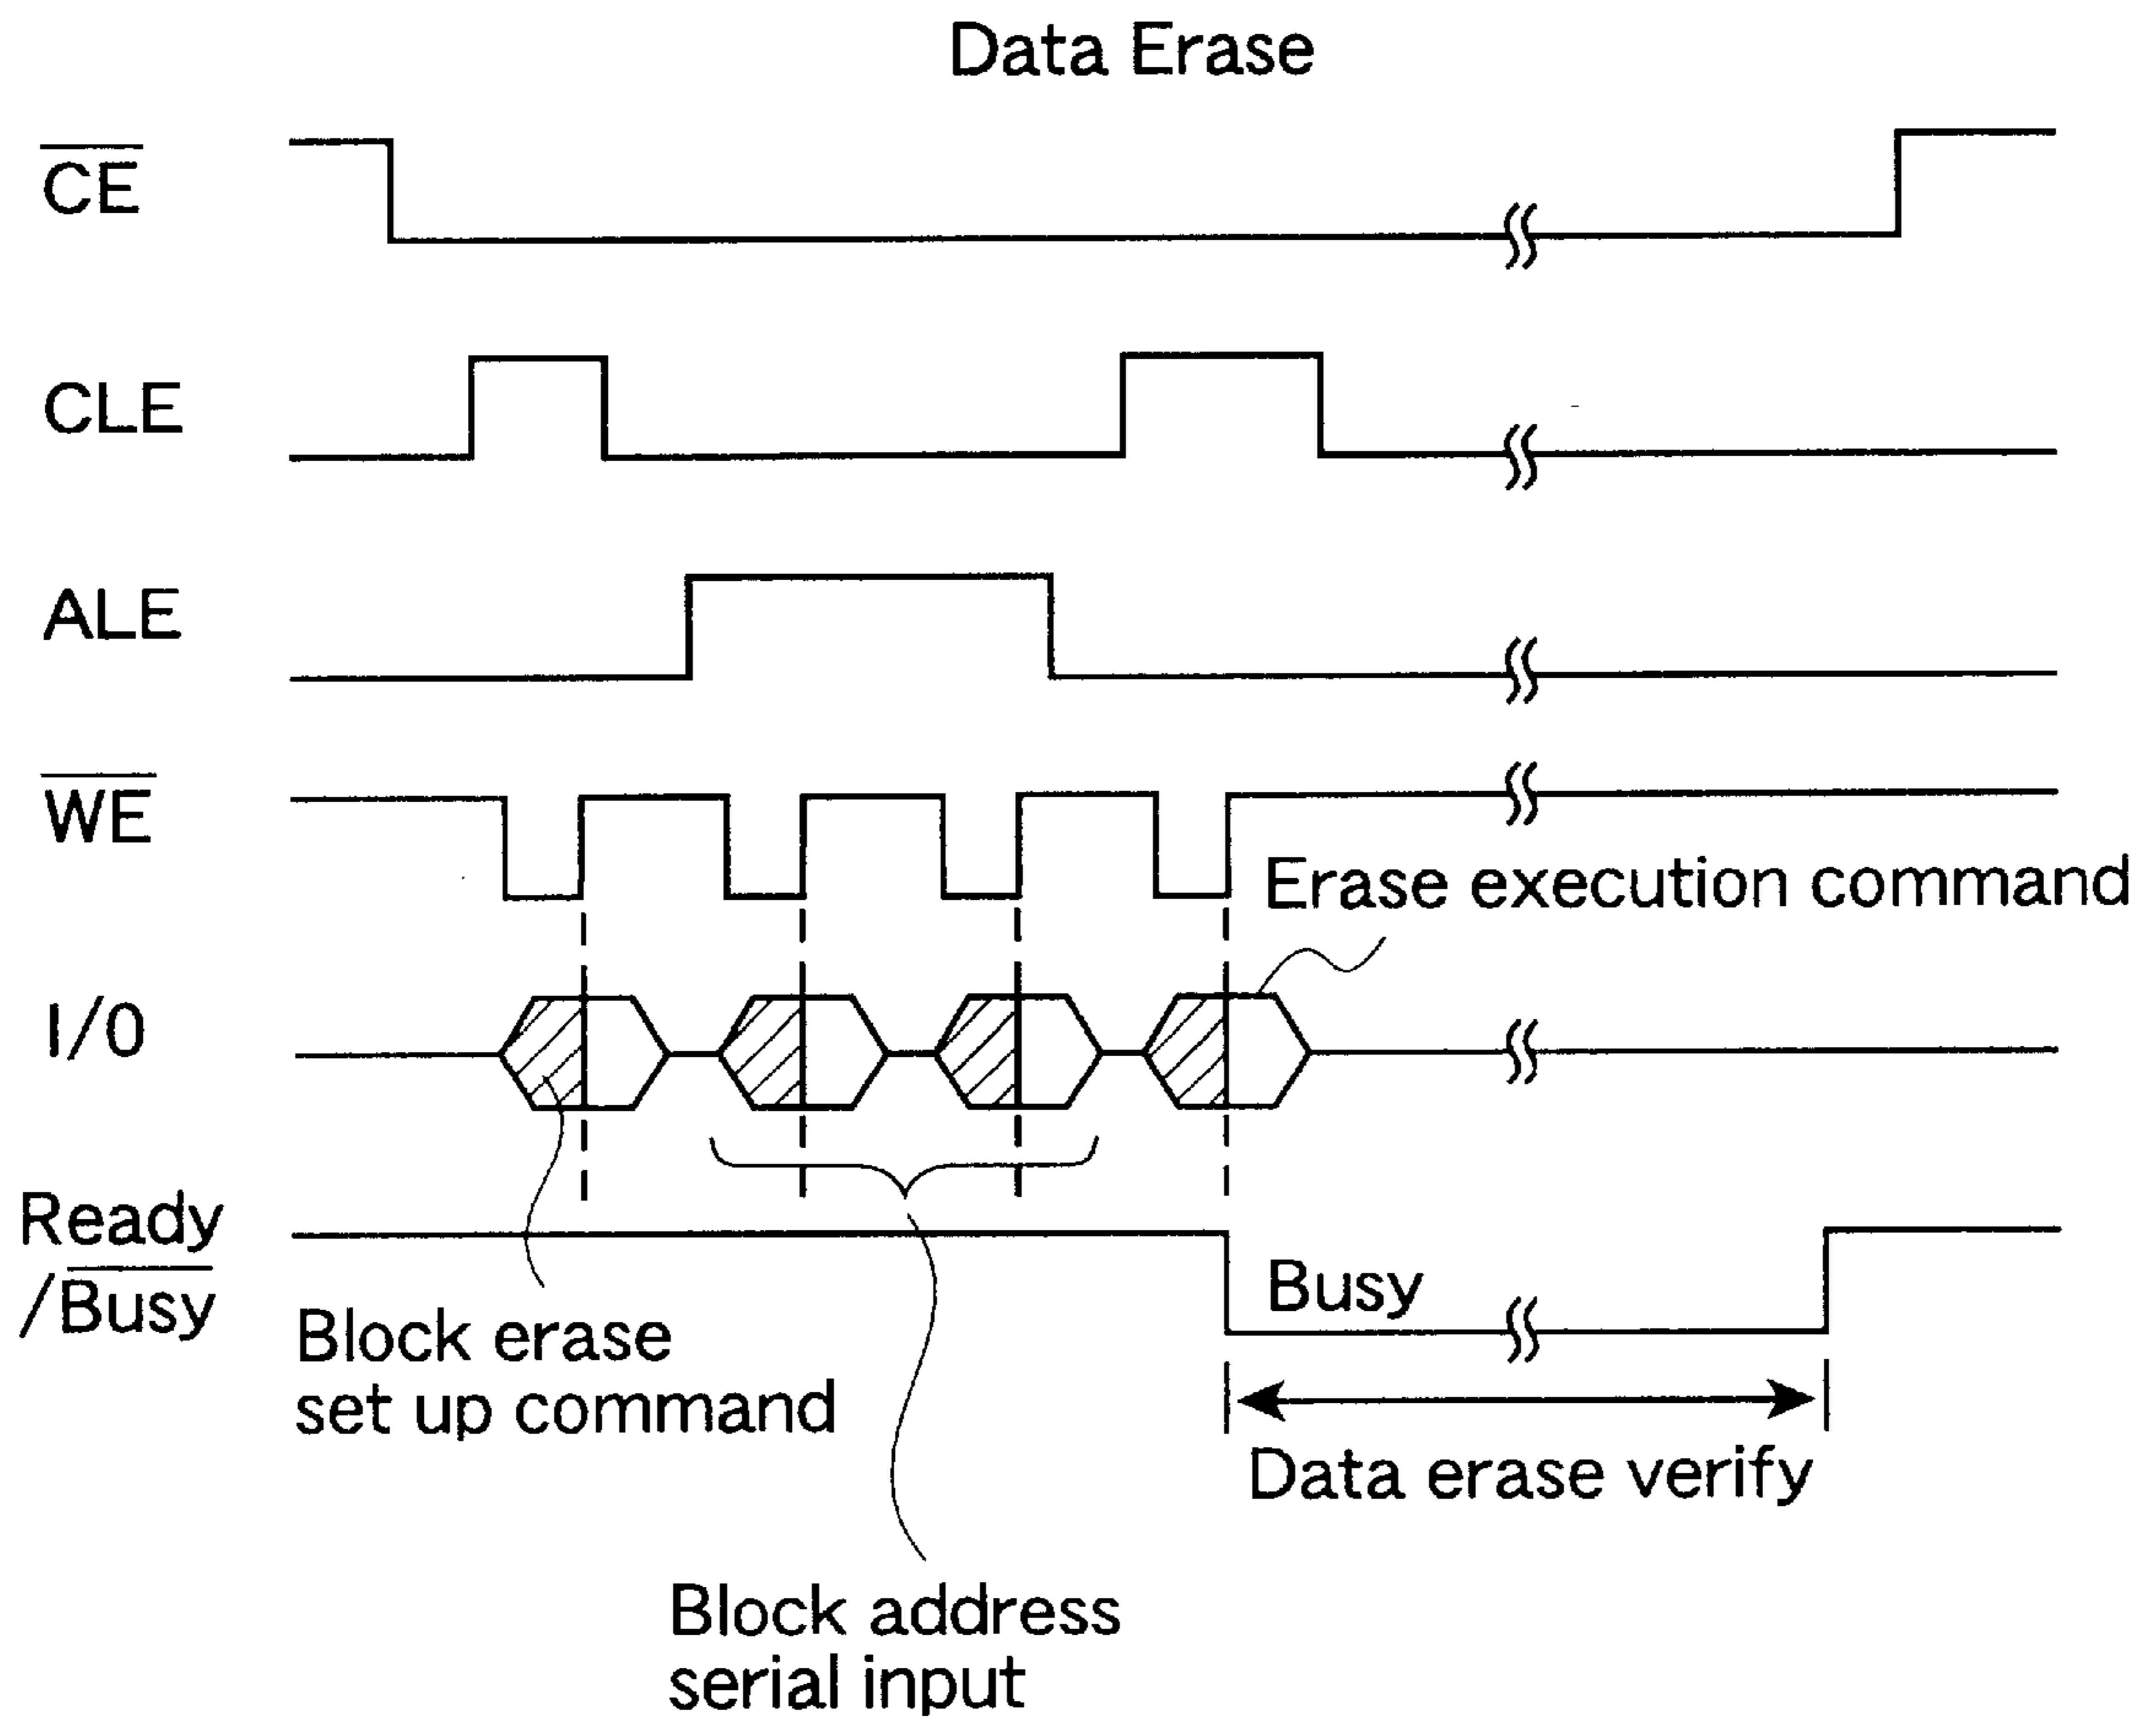 Data Erase
CE
CLE
ALE
WE
Erase execution command
I/O
Ready
/Busy
Busy
Block erase
set up command
Data erase verify
Block address
serial input